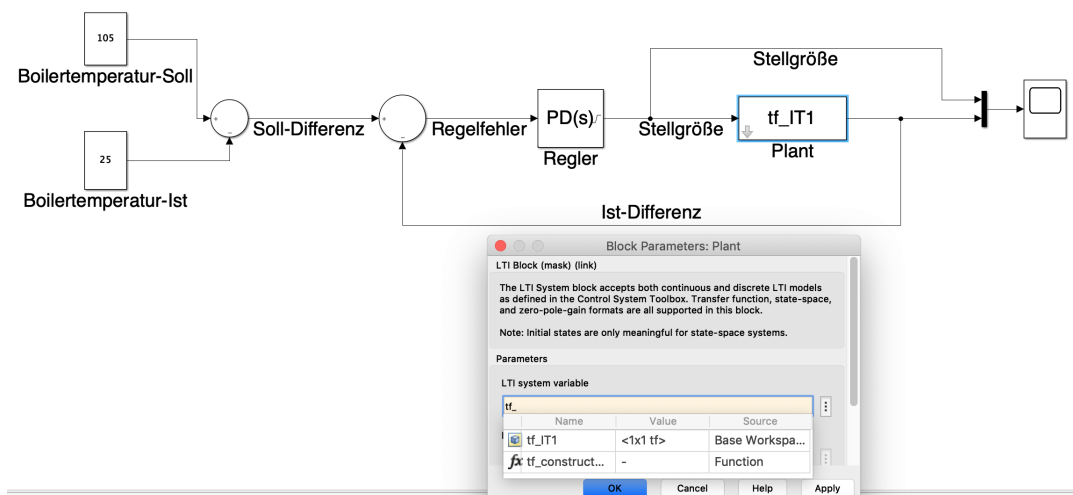 105
Boilertemperatur-Soll
25
Boilertemperatur-Ist
+
−
Soll-Differenz
+
−
Regelfehler
PD(s)
Regler
Stellgröße
Stellgröße
tf_IT1
Plant
Ist-Differenz
Block Parameters: Plant
LTI Block (mask) (link)
The LTI System block accepts both continuous and discrete LTI models
as defined in the Control System Toolbox. Transfer function, state-space,
and zero-pole-gain formats are all supported in this block.
Note: Initial states are only meaningful for state-space systems.
Parameters
LTI system variable
tf_
Name Value Source
tf_IT1 <1x1 tf> Base Workspa...
fx tf_construct... - Function
OK Cancel Help Apply